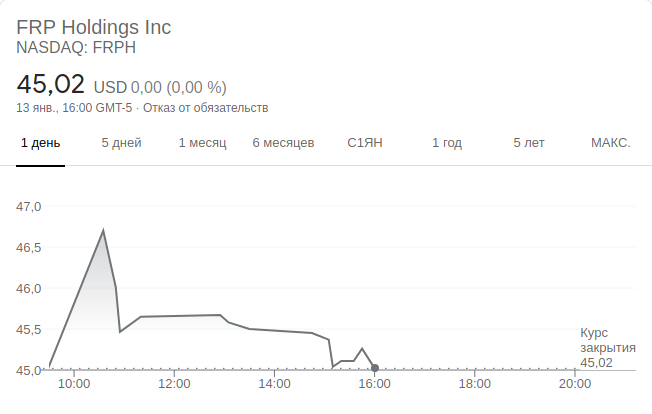 FRP Holdings Inc
NASDAQ: FRPH
45,02 USD 0,00 (0,00 %)
13 янв., 16:00 GMT-5 · Отказ от обязательств
1 день 5 дней 1 месяц 6 месяцев С1ЯН 1 год 5 лет МАКС.
47,0
46,5
46,0
45,5
45,0
Курс
закрытия
45,02
10:00 12:00 14:00 16:00 18:00 20:00